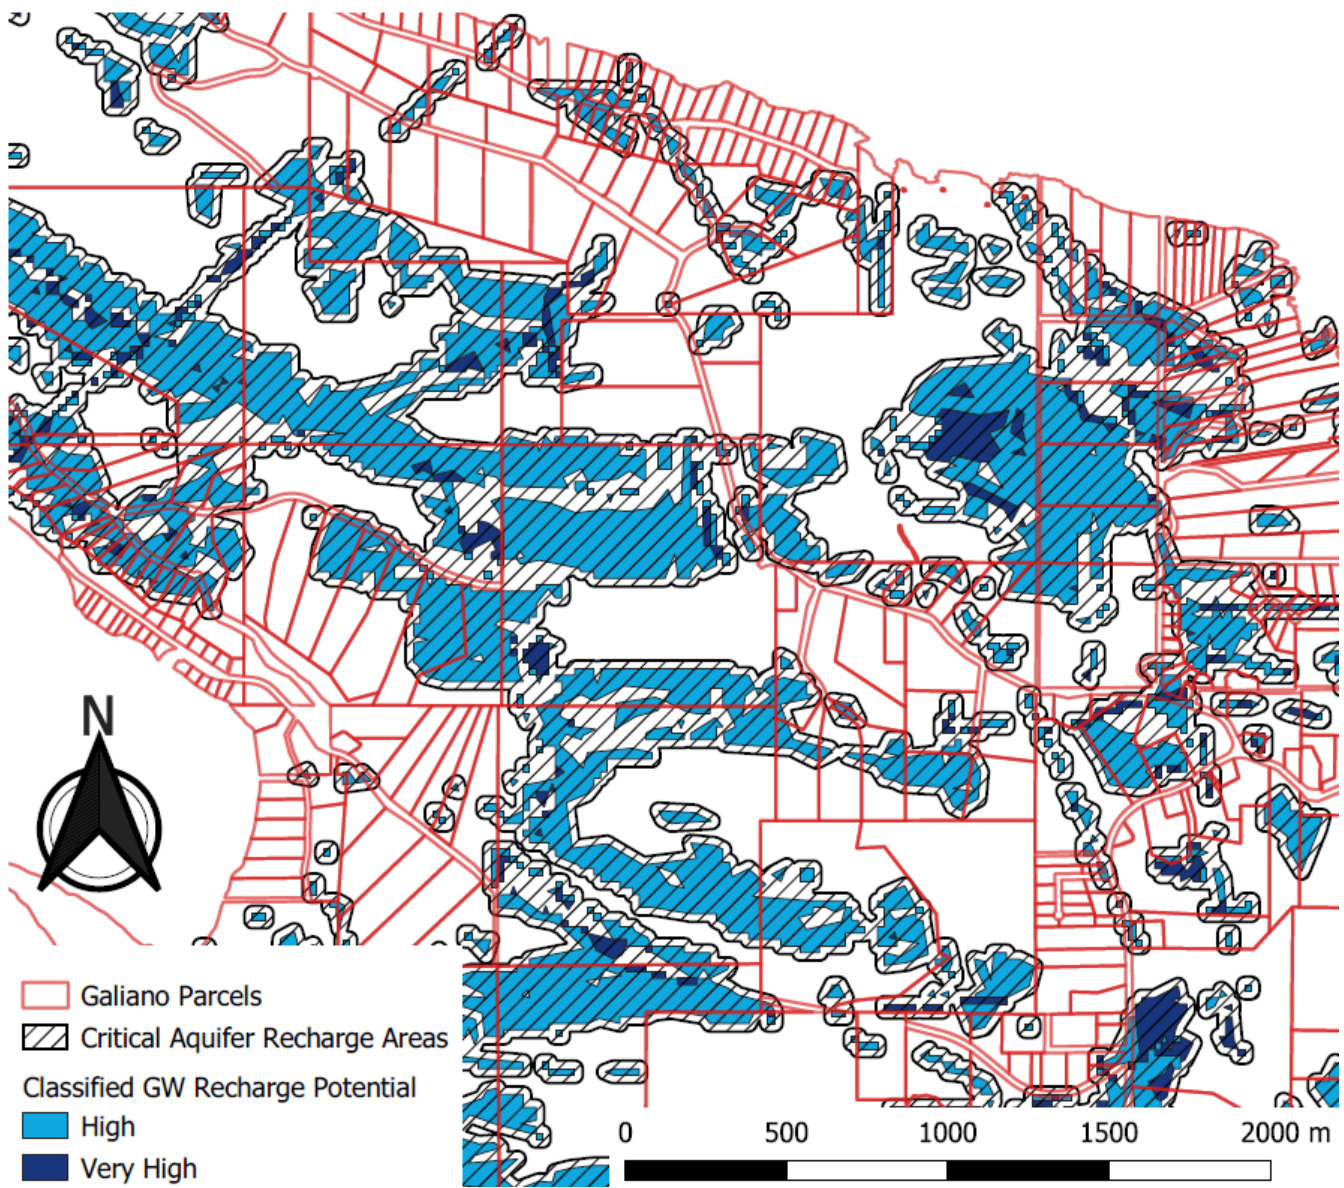 N
Galiano Parcels
Critical Aquifer Recharge Areas
Classified GW Recharge Potential
High
Very High
0 500 1000 1500 2000 m